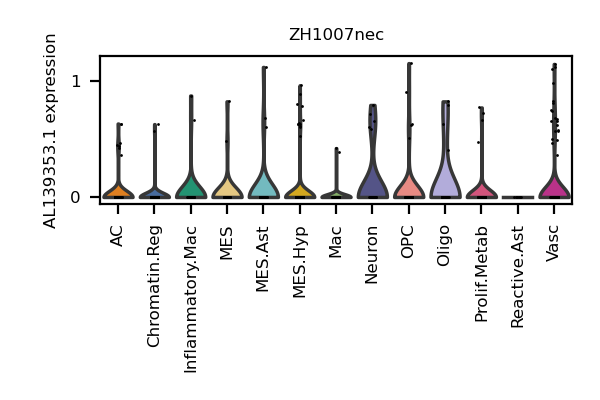 ZH1007nec
AL139353.1 expression
1
0
AC
Chromatin.Reg
Inflammatory.Mac
MES
MES.Ast
MES.Hyp
Mac
Neuron
OPC
Oligo
Prolif.Metab
Reactive.Ast
Vasc